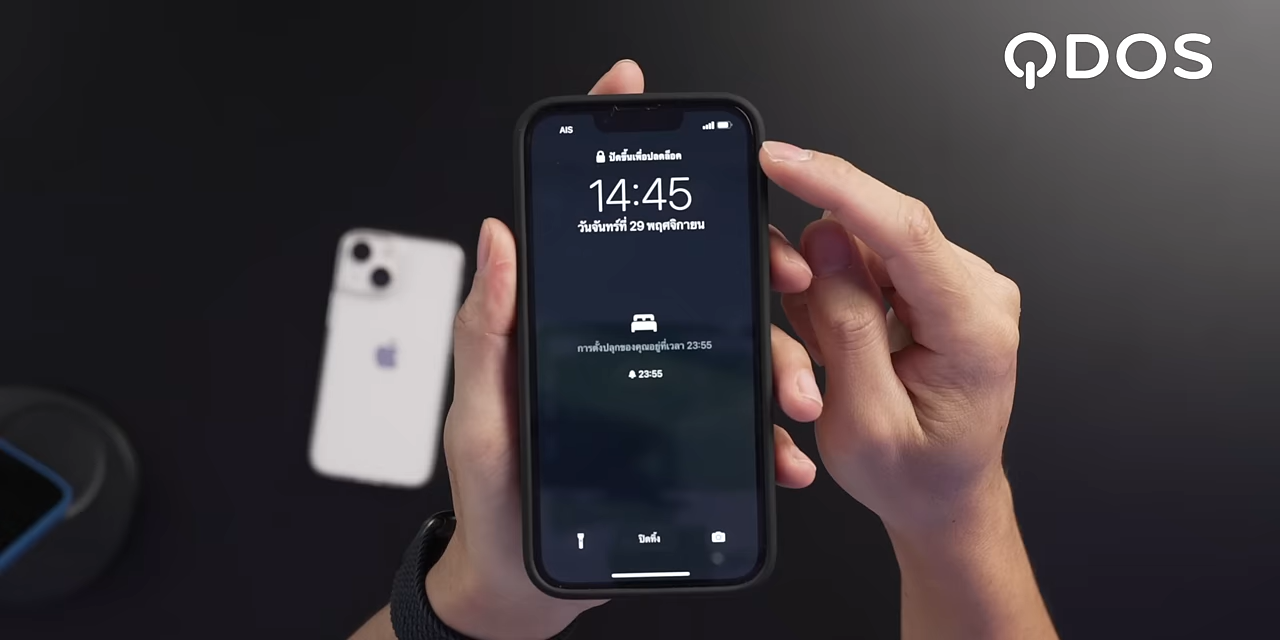 QDOS
AIS
ปัดขึ้นเพื่อปลดล็อค
14:45
วันจันทร์ที่ 29 พฤศจิกายน
การตั้งปลุกของคุณอยู่ที่เวลา 23:55
23:55
ปิดทิ้ง